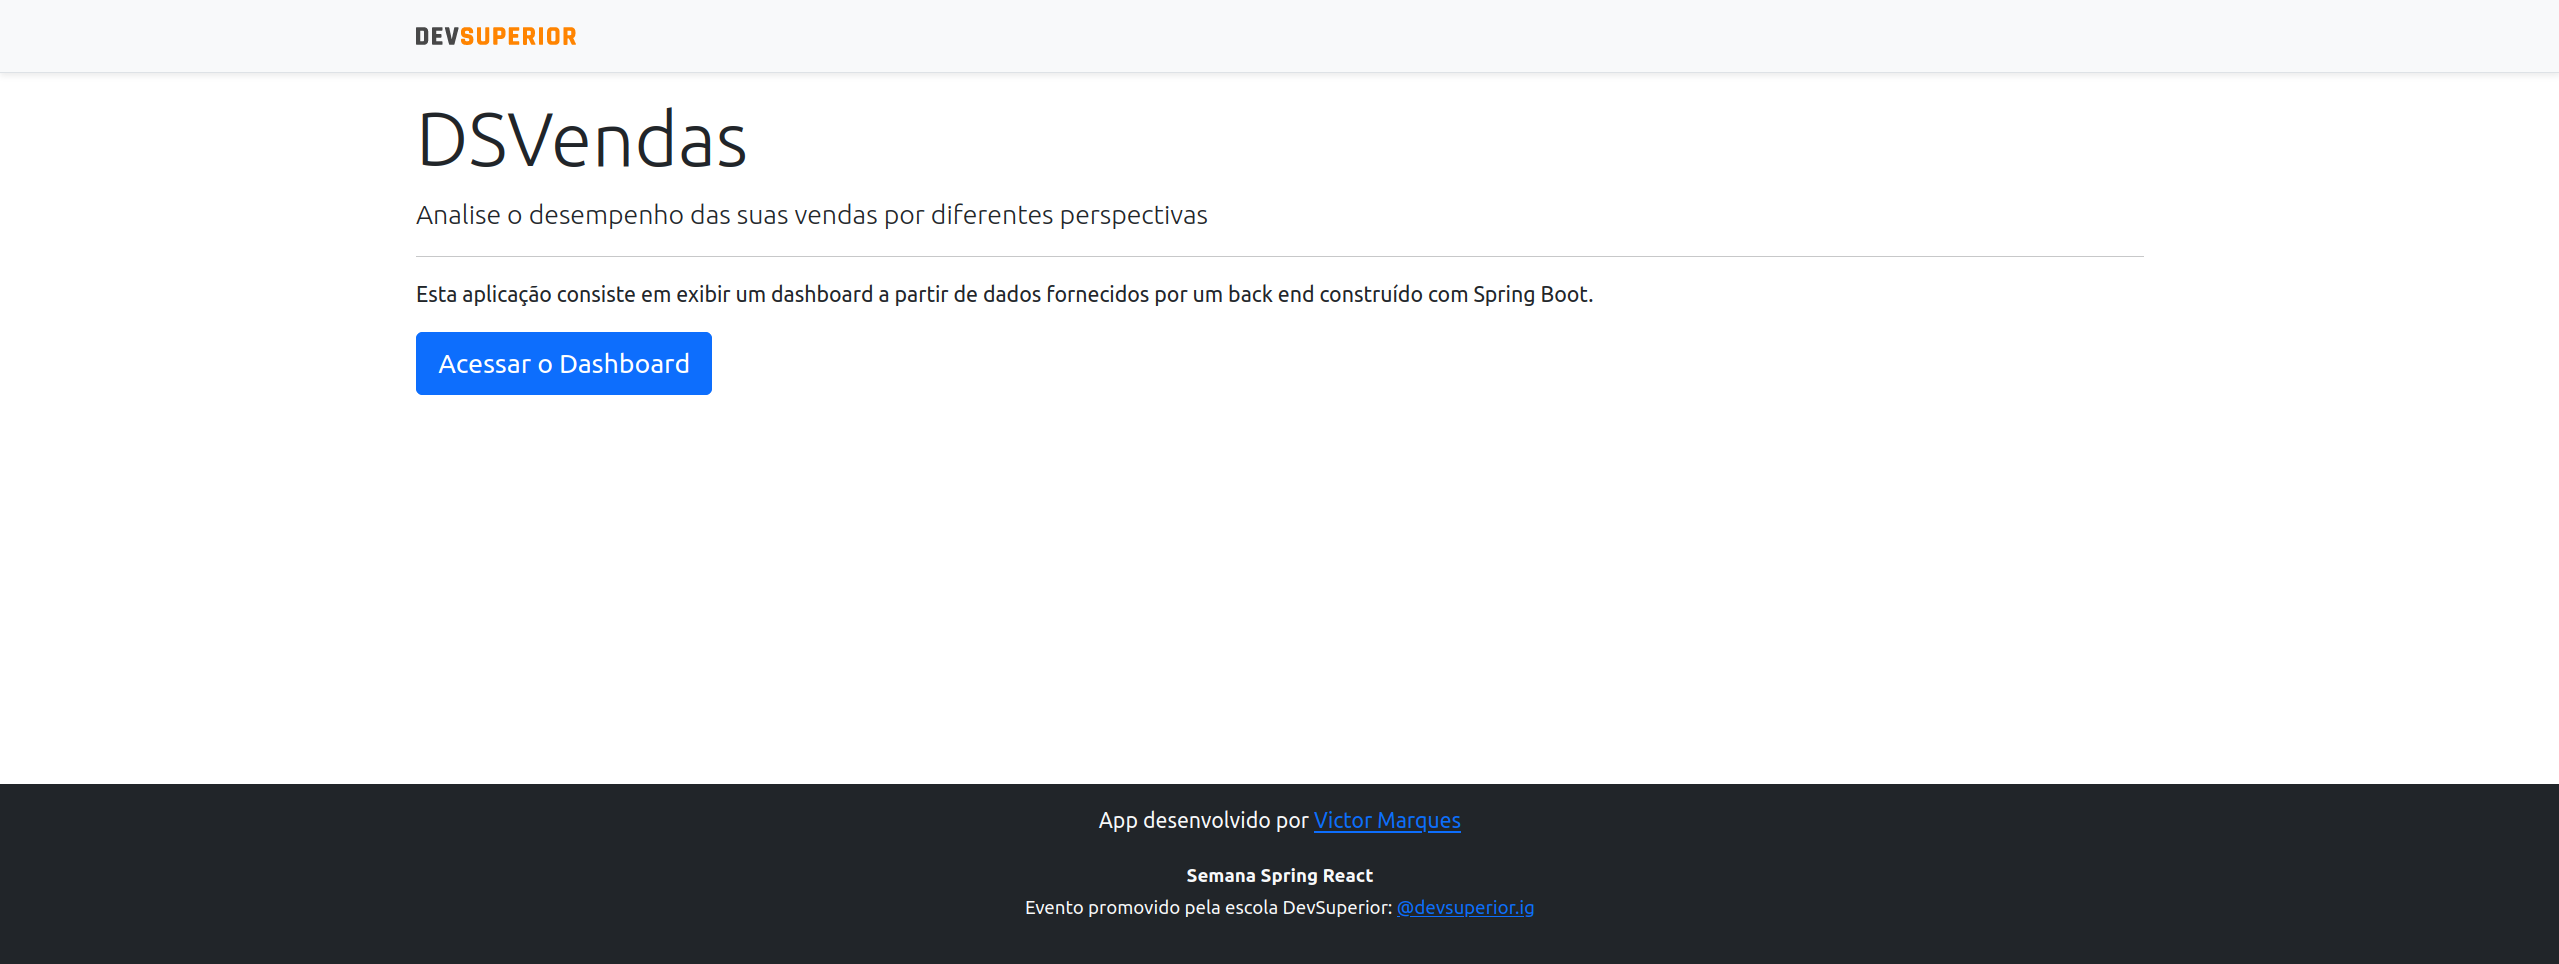 DEVSUPERIOR
DSVendas
Analise o desempenho das suas vendas por diferentes perspectivas
Esta aplicação consiste em exibir um dashboard a partir de dados fornecidos por um back end construído com Spring Boot.
Acessar o Dashboard
App desenvolvido por Victor Marques
Semana Spring React
Evento promovido pela escola DevSuperior: @devsuperior.ig